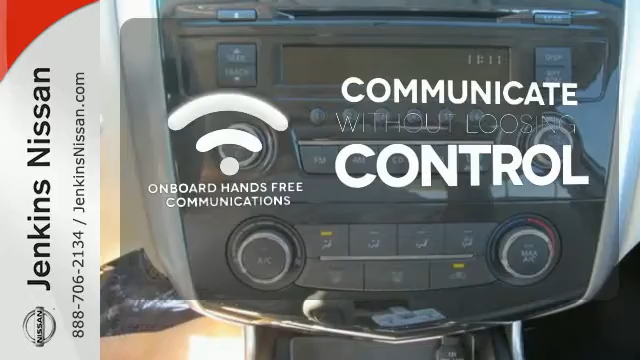 Jenkins Nissan
888-706-2134 / JenkinsNissan.com
NISSAN
COMMUNICATE
WITHOUT LOOSING
CONTROL
ONBOARD HANDS FREE
COMMUNICATIONS
SEEK
TRACK
DISP
FM
AM
CD
A/C
MAX
A/C